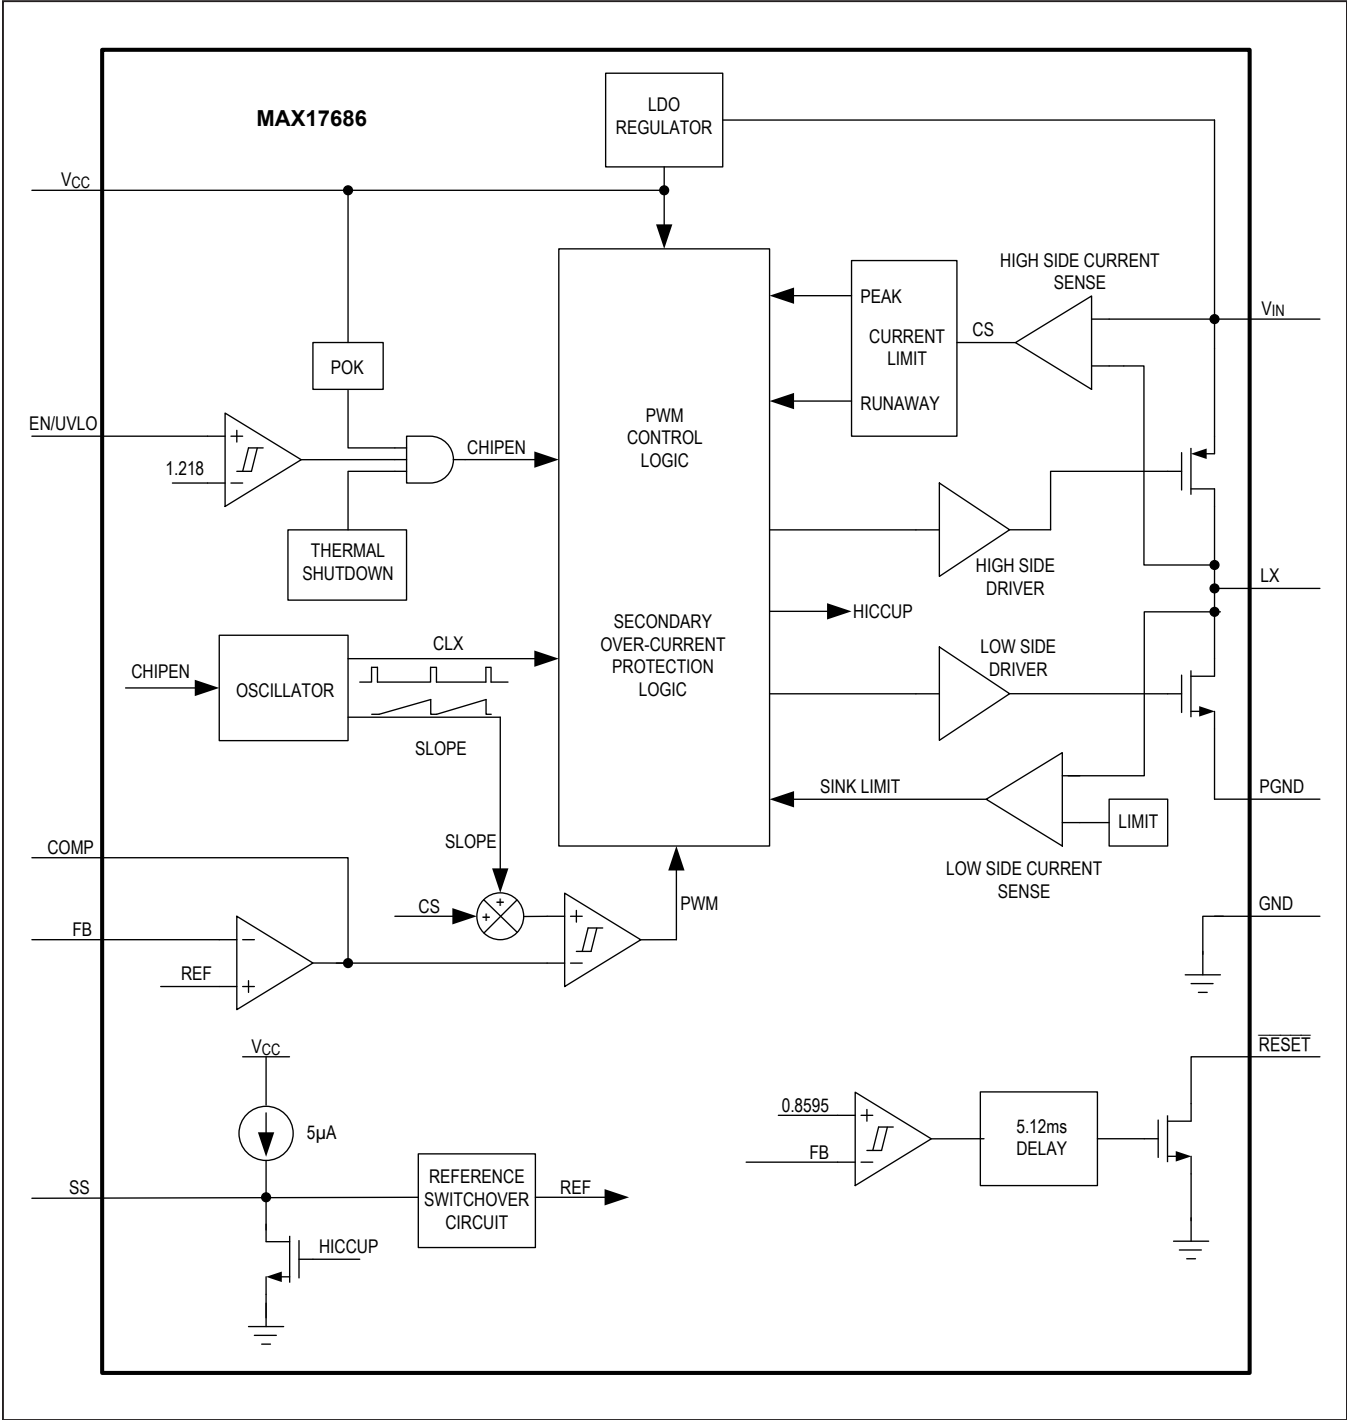 MAX17686
LDO
REGULATOR
VCC
HIGH SIDE CURRENT
SENSE
PEAK
CURRENT
LIMIT
RUNAWAY
CS
VIN
POK
EN/UVLO
+
1.218
−
CHIPEN
THERMAL
SHUTDOWN
PWM
CONTROL
LOGIC
HIGH SIDE
DRIVER
LX
HICCUP
SECONDARY
OVER-CURRENT
PROTECTION
LOGIC
LOW SIDE
DRIVER
CHIPEN
OSCILLATOR
CLX
SLOPE
SINK LIMIT
LIMIT
PGND
LOW SIDE CURRENT
SENSE
COMP
SLOPE
CS
+
+
+
−
PWM
GND
FB
−
REF
+
VCC
5µA
SS
REFERENCE
SWITCHOVER
CIRCUIT
REF
HICCUP
RESET
0.8595
+
FB
−
5.12ms
DELAY